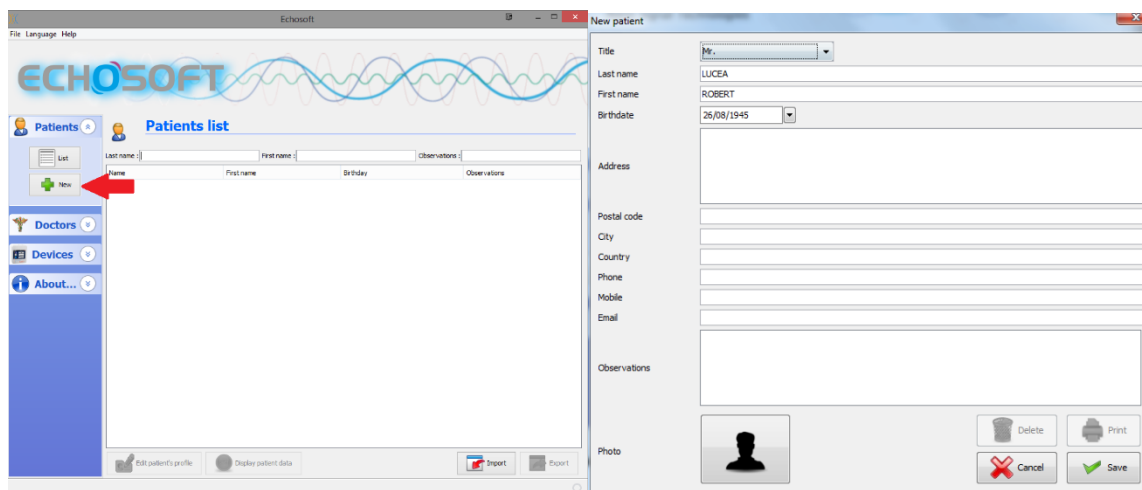 Echosoft
File Language Help
ECHOSOFT
Patients
Patients list
List
New
Last name :
First name :
Observations :
Name
First name
Birthday
Observations
Doctors
Devices
About...
Edit patient's profile
Display patient data
Import
Export
New patient
Title
Mr.
Last name
LUCEA
First name
ROBERT
Birthdate
26/08/1945
Address
Postal code
City
Country
Phone
Mobile
Email
Observations
Photo
Delete
Print
Cancel
Save